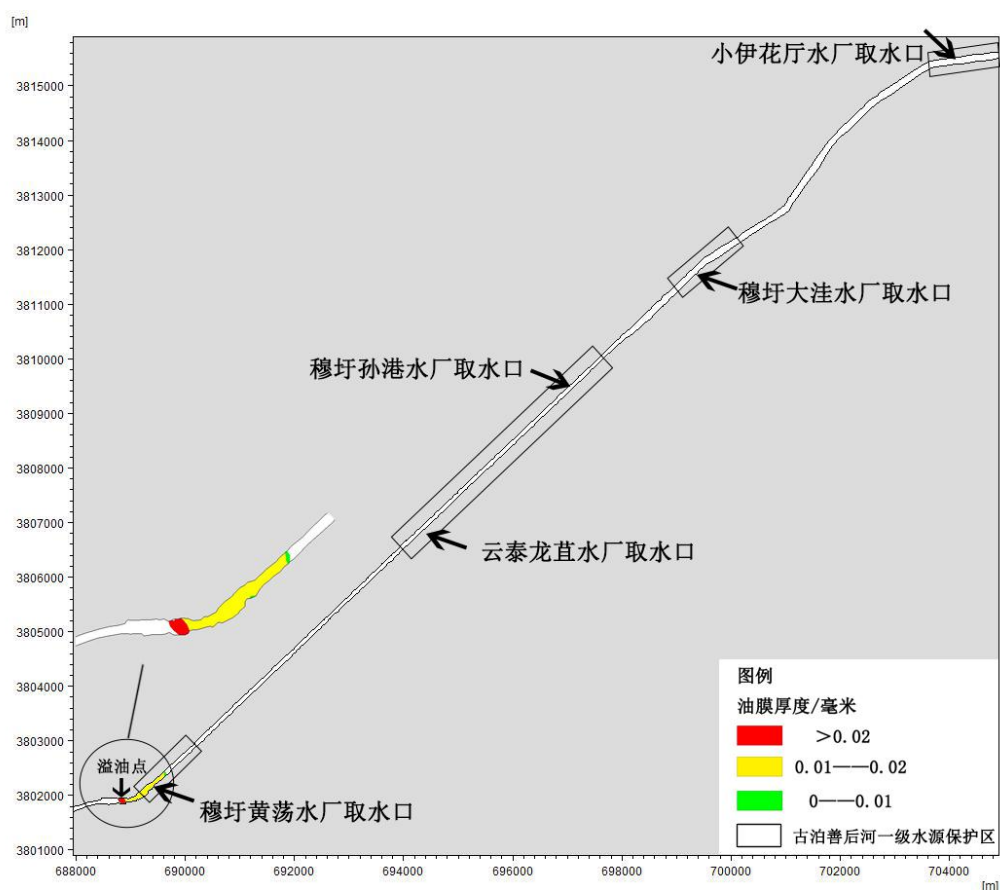 [m]
小伊花厅水厂取水口
3815000
3814000
3813000
3812000
穆圩大洼水厂取水口
3811000
3810000
穆圩孙港水厂取水口
3809000
3808000
3807000
云泰龙苴水厂取水口
3806000
3805000
3804000
3803000
溢油点
3802000
穆圩黄荡水厂取水口
3801000
图例
油膜厚度/毫米
>0.02
0.01——0.02
0——0.01
古泊善后河一级水源保护区
688000 690000 692000 694000 696000 698000 700000 702000 704000
[m]